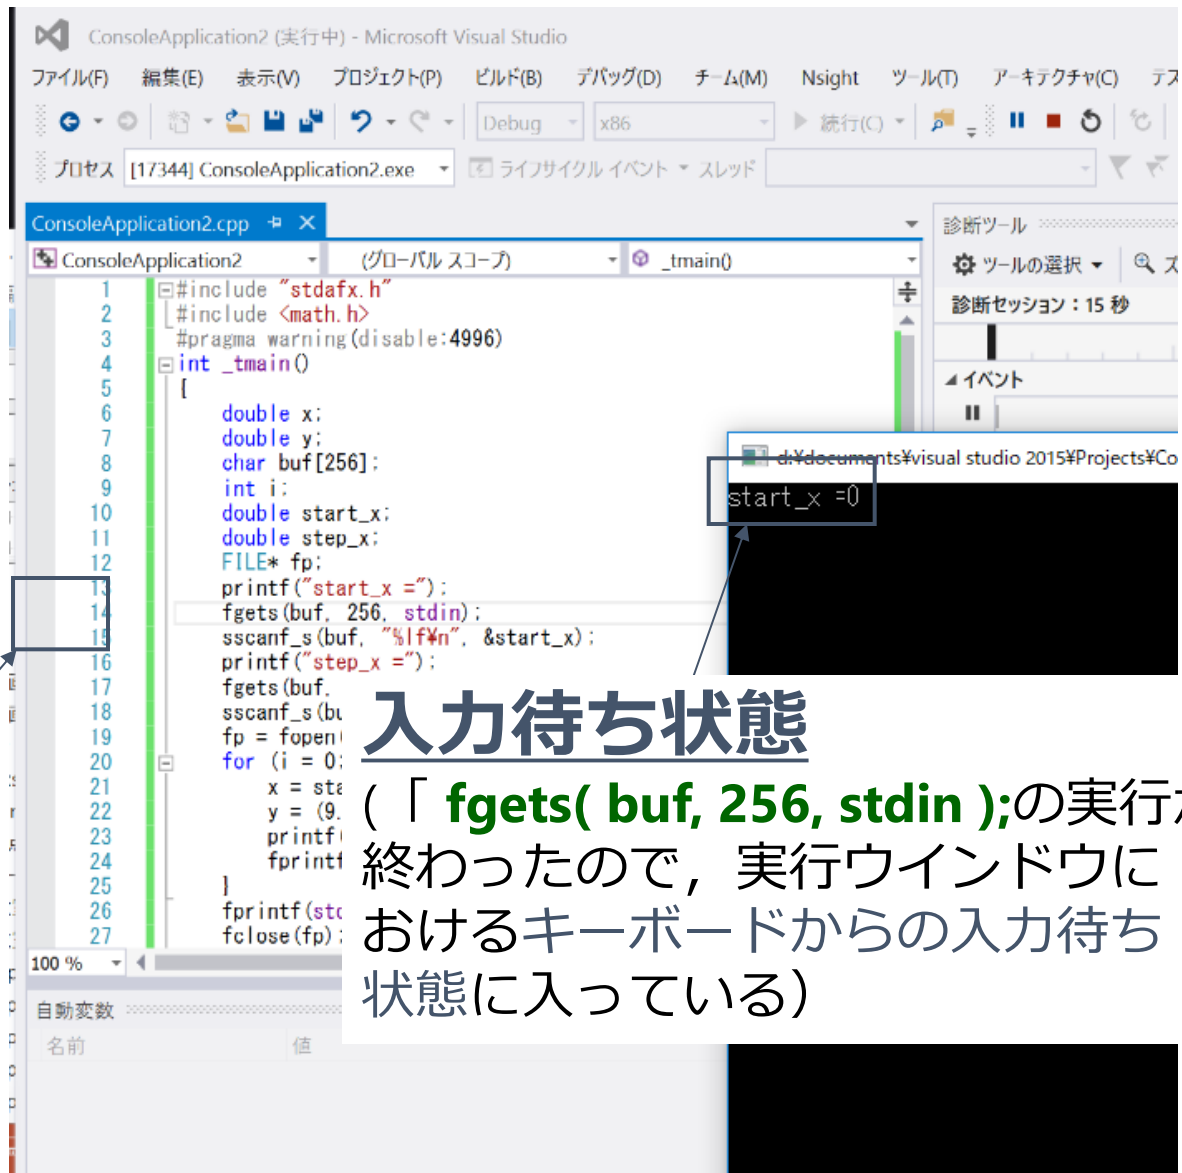 ConsoleApplication2 (実行中) - Microsoft Visual Studio
ファイル(F) 編集(E) 表示(V) プロジェクト(P) ビルド(B) デバッグ(D) チーム(M) Nsight ツール(T) アーキテクチャ(C) テス
Debug x86 続行(C)
プロセス [17344] ConsoleApplication2.exe ライフサイクル イベント スレッド
ConsoleApplication2.cpp
ConsoleApplication2 (グローバル スコープ) _tmain()
1 #include "stdafx.h"
2 #include <math.h>
3 #pragma warning(disable:4996)
4 int _tmain()
5 {
6 double x;
7 double y;
8 char buf[256];
9 int i;
10 double start_x;
11 double step_x;
12 FILE* fp;
13 printf("start_x =");
14 fgets(buf, 256, stdin);
15 sscanf_s(buf, "%lf¥n", &start_x);
16 printf("step_x =");
17 fgets(buf,
18 sscanf_s(bu
19 fp = fopen(
20 for (i = 0;
21 x = sta
22 y = (9.
23 printf(
24 fprintf
25 }
26 fprintf(std
27 fclose(fp);
100 %
自動変数
名前 値
診断ツール
ツールの選択 ズ
診断セッション：15 秒
イベント
d:¥documents¥visual studio 2015¥Projects¥Co
start_x =0
入力待ち状態
(「 fgets( buf, 256, stdin );の実行が
終わったので，実行ウインドウに
おけるキーボードからの入力待ち
状態に入っている）